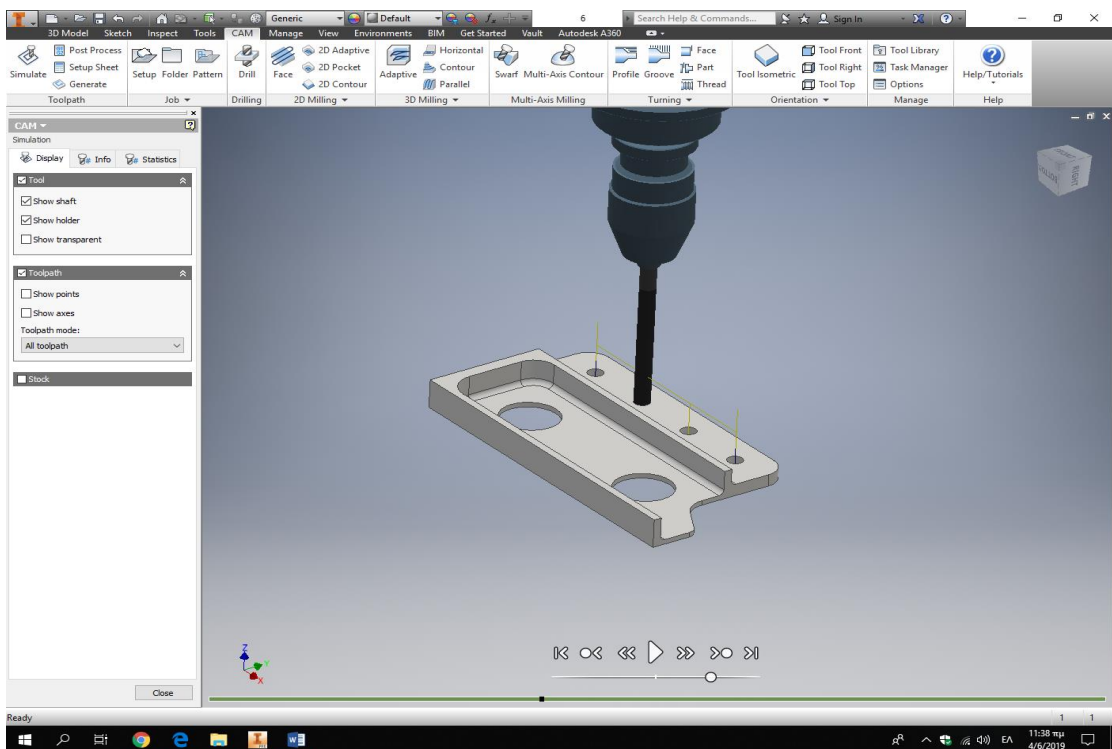 Generic Default 6 Search Help & Commands... Sign In
3D Model Sketch Inspect Tools CAM Manage View Environments BIM Get Started Vault Autodesk A360
Post Process 2D Adaptive Horizontal Face Tool Front Tool Library
Setup Sheet 2D Pocket Contour Part Tool Right Task Manager
Simulate Setup Folder Pattern Drill Face Adaptive Swarf Multi-Axis Contour Profile Groove Tool Isometric Help/Tutorials
Generate 2D Contour Parallel Thread Tool Top Options
Toolpath Job Drilling 2D Milling 3D Milling Multi-Axis Milling Turning Orientation Manage Help
CAM
Simulation
Display Info Statistics
Tool
Show shaft
Show holder
Show transparent
Toolpath
Show points
Show axes
Toolpath mode:
All toolpath
Stock
RIGHT
Z
Y
X
Close
Ready 1 1
11:38 πμ
ΕΛ
4/6/2019